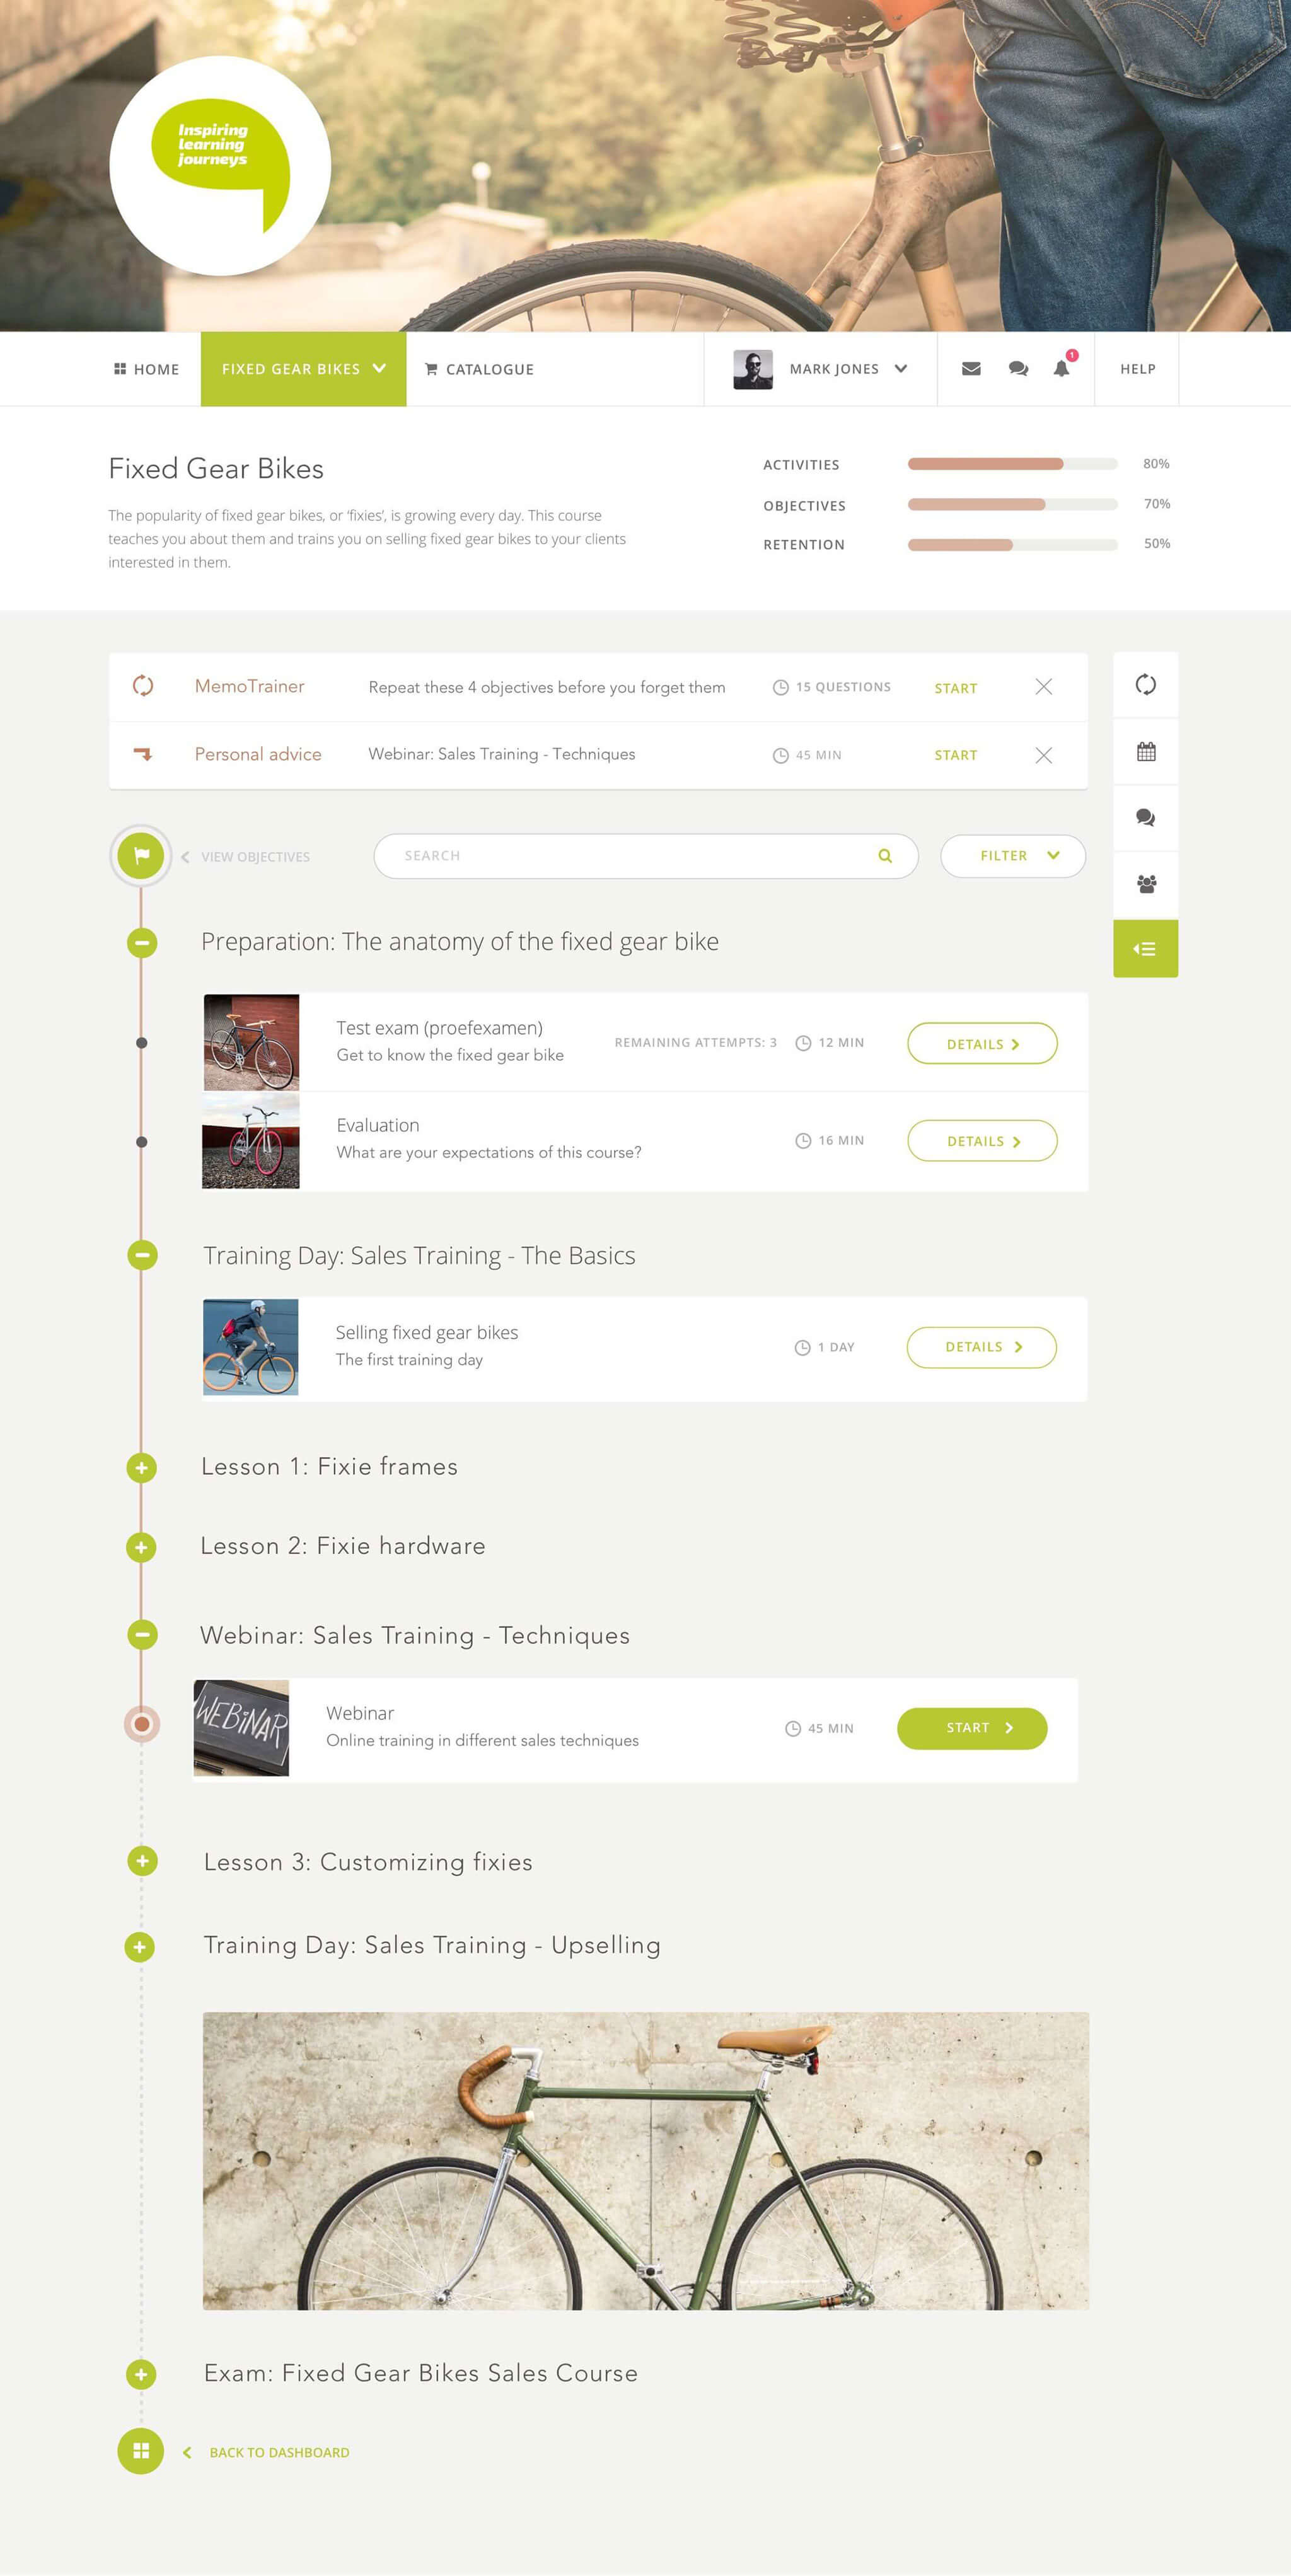 Inspiring
learning
journeys
HOME
FIXED GEAR BIKES
CATALOGUE
MARK JONES
1
HELP
Fixed Gear Bikes
The popularity of fixed gear bikes, or 'fixies', is growing every day. This course
teaches you about them and trains you on selling fixed gear bikes to your clients
interested in them.
ACTIVITIES 80%
OBJECTIVES 70%
RETENTION 50%
MemoTrainer Repeat these 4 objectives before you forget them 15 QUESTIONS START
Personal advice Webinar: Sales Training - Techniques 45 MIN START
VIEW OBJECTIVES
SEARCH
FILTER
Preparation: The anatomy of the fixed gear bike
Test exam (proefexamen)
Get to know the fixed gear bike
REMAINING ATTEMPTS: 3 12 MIN
DETAILS
Evaluation
What are your expectations of this course?
16 MIN
DETAILS
Training Day: Sales Training - The Basics
Selling fixed gear bikes
The first training day
1 DAY
DETAILS
Lesson 1: Fixie frames
Lesson 2: Fixie hardware
Webinar: Sales Training - Techniques
WEBINAR
Webinar
Online training in different sales techniques
45 MIN
START
Lesson 3: Customizing fixies
Training Day: Sales Training - Upselling
Exam: Fixed Gear Bikes Sales Course
BACK TO DASHBOARD